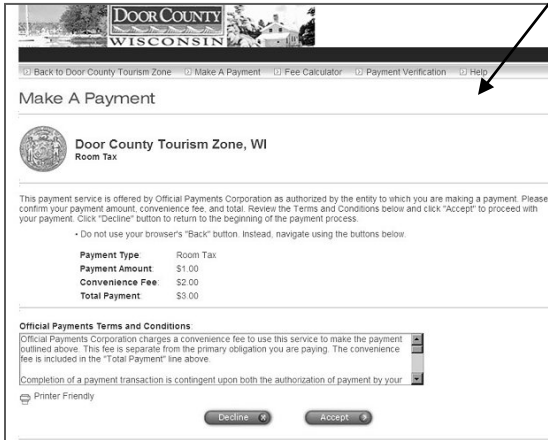 DOOR COUNTY
WISCONSIN
Back to Door County Tourism Zone Make A Payment Fee Calculator Payment Verification Help
Make A Payment
Door County Tourism Zone, WI
Room Tax
This payment service is offered by Official Payments Corporation as authorized by the entity to which you are making a payment. Please
confirm your payment amount, convenience fee, and total. Review the Terms and Conditions below and click "Accept" to proceed with
your payment. Click "Decline" button to return to the beginning of the payment process.
• Do not use your browser's "Back" button. Instead, navigate using the buttons below.
Payment Type: Room Tax
Payment Amount: $1.00
Convenience Fee: $2.00
Total Payment: $3.00
Official Payments Terms and Conditions:
Official Payments Corporation charges a convenience fee to use this service to make the payment
outlined above. This fee is separate from the primary obligation you are paying. The convenience
fee is included in the "Total Payment" line above.
Completion of a payment transaction is contingent upon both the authorization of payment by your
Printer Friendly
Decline Accept